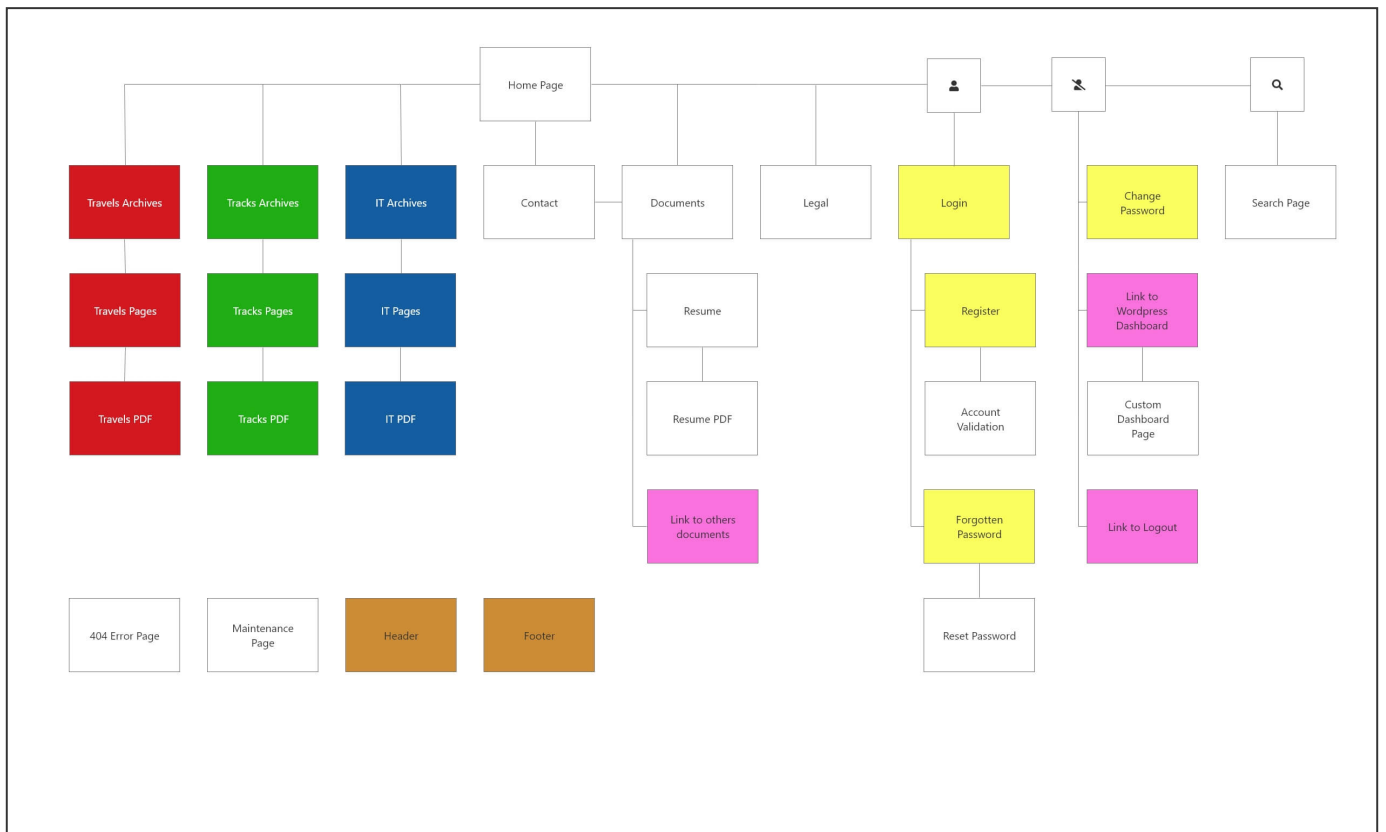 Home Page
Travels Archives
Tracks Archives
IT Archives
Contact
Documents
Legal
Login
Change
Password
Search Page
Travels Pages
Tracks Pages
IT Pages
Resume
Register
Link to
Wordpress
Dashboard
Travels PDF
Tracks PDF
IT PDF
Resume PDF
Account
Validation
Custom
Dashboard
Page
Link to others
documents
Forgotten
Password
Link to Logout
404 Error Page
Maintenance
Page
Header
Footer
Reset Password